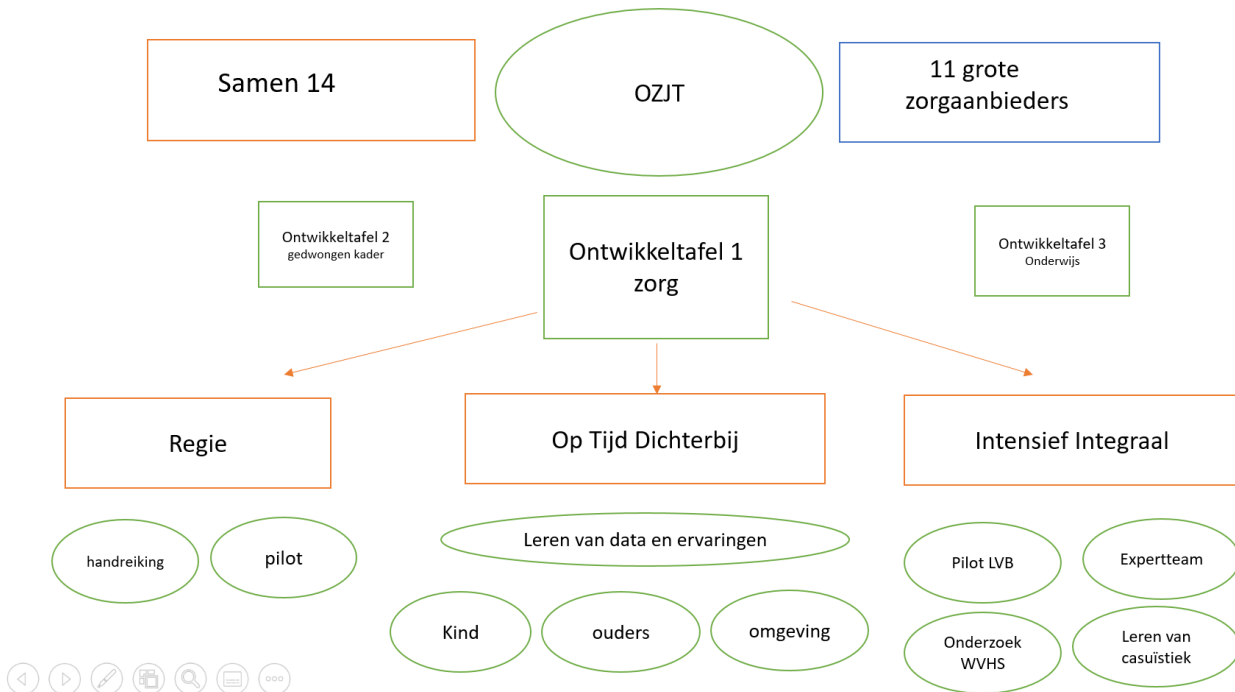 Samen 14
OZJT
11 grote
zorgaanbieders
Ontwikkeltafel 2
gedwongen kader
Ontwikkeltafel 1
zorg
Ontwikkeltafel 3
Onderwijs
Regie
Op Tijd Dichterbij
Intensief Integraal
handreiking
pilot
Leren van data en ervaringen
Kind
ouders
omgeving
Pilot LVB
Expertteam
Onderzoek
WVHS
Leren van
casuïstiek